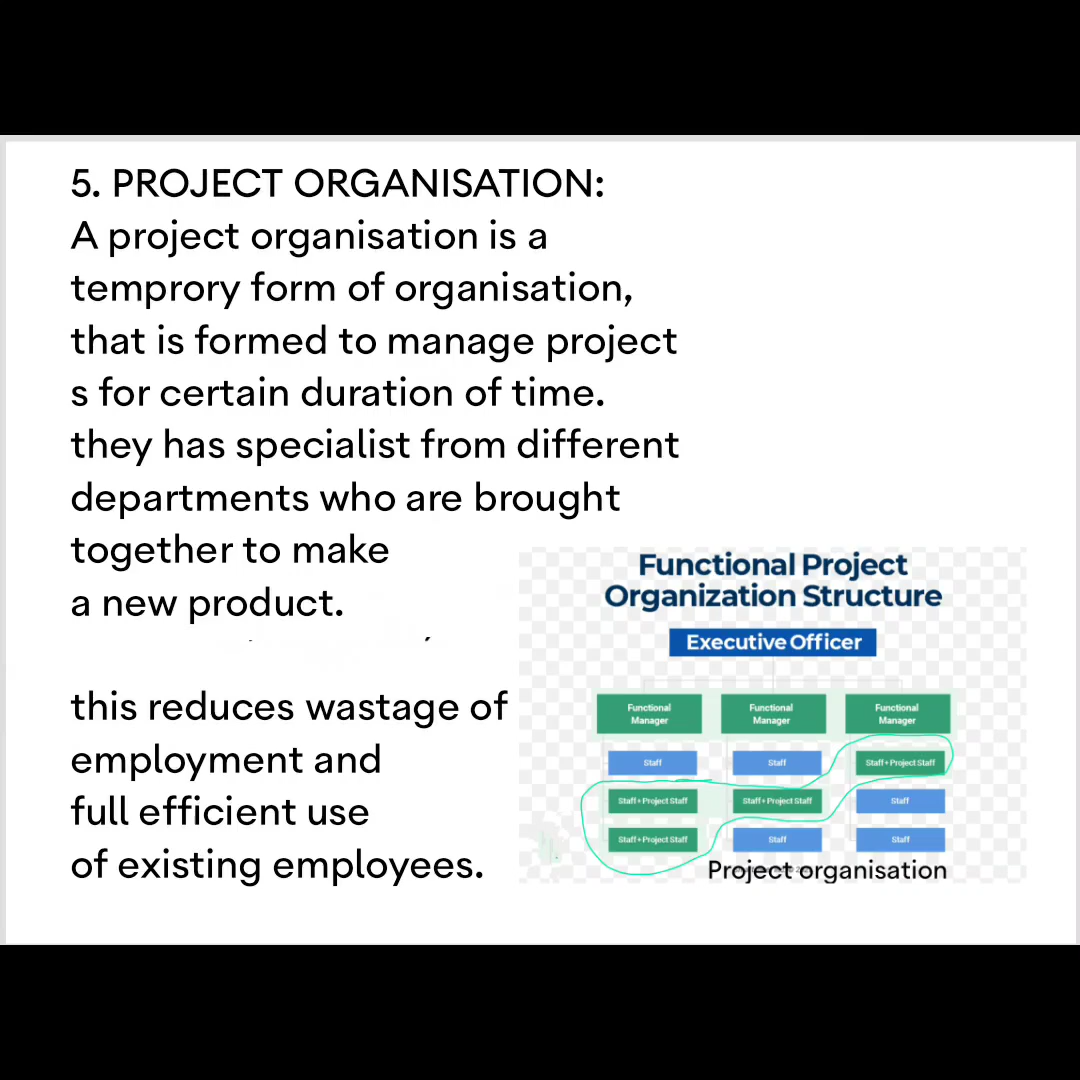 5. PROJECT ORGANISATION:
A project organisation is a
temprory form of organisation,
that is formed to manage project
s for certain duration of time.
they has specialist from different
departments who are brought
together to make
a new product.
this reduces wastage of
employment and
full efficient use
of existing employees.
Functional Project
Organization Structure
Executive Officer
Functional
Manager
Functional
Manager
Functional
Manager
Staff
Staff
Staff + Project Staff
Staff + Project Staff
Staff + Project Staff
Staff
Staff + Project Staff
Staff
Staff
Project organisation